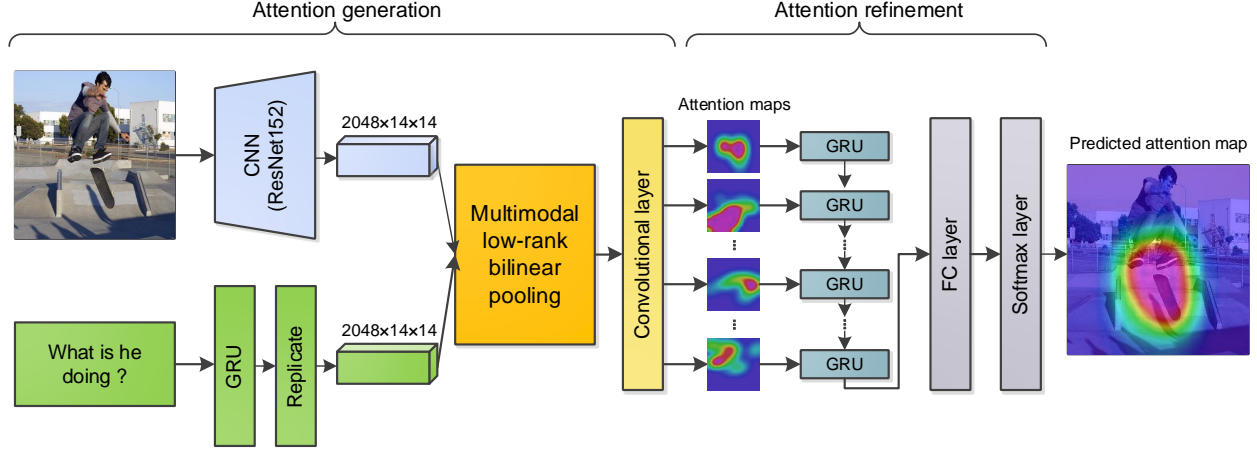 Attention generation
Attention refinement
CNN
(ResNet152)
2048×14×14
What is he
doing ?
GRU
Replicate
2048×14×14
Multimodal
low-rank
bilinear
pooling
Convolutional layer
Attention maps
...
...
GRU
GRU
GRU
GRU
FC layer
Softmax layer
Predicted attention map